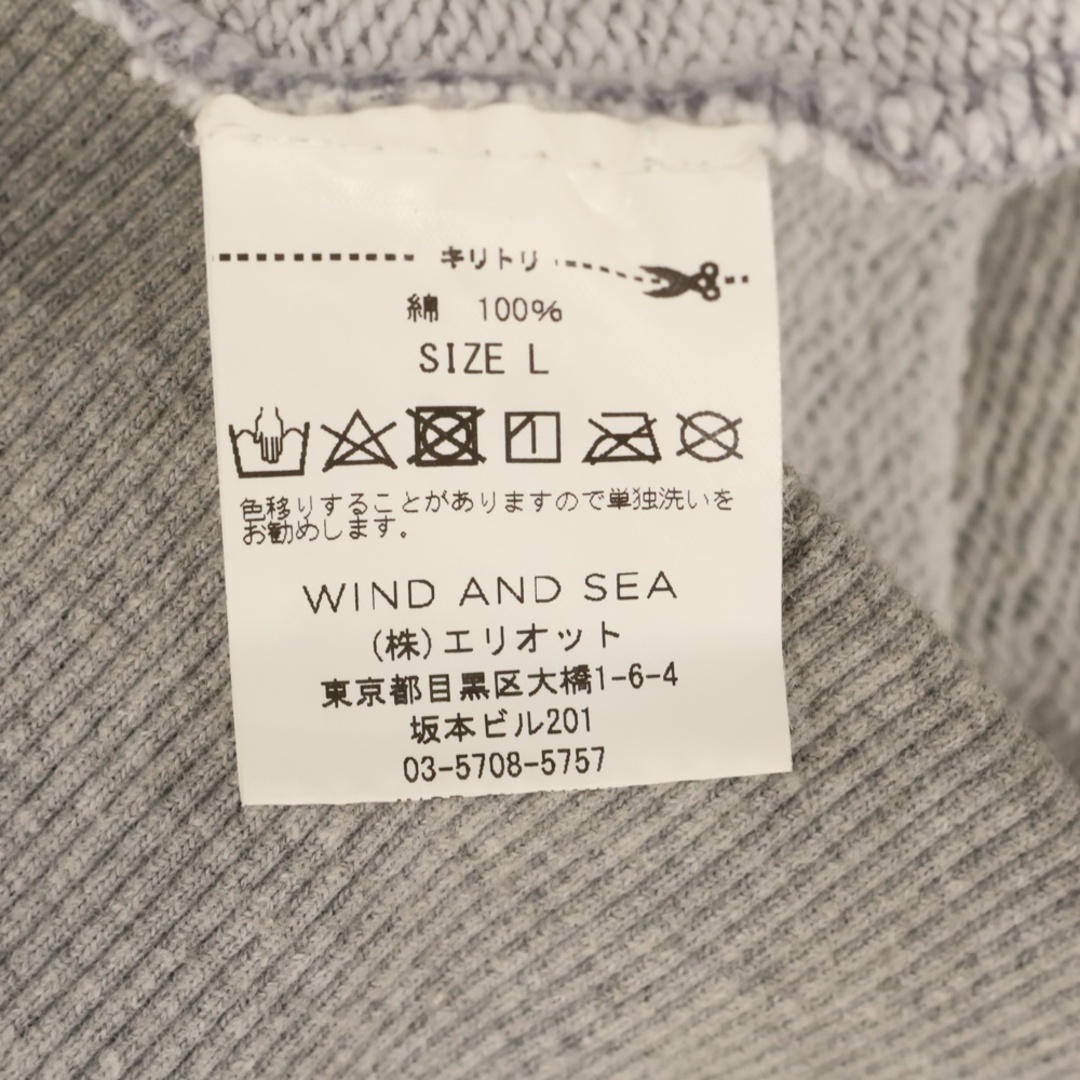 キリトリ
綿 100%
SIZE L
色移りすることがありますので単独洗いを
お勧めします。
WIND AND SEA
(株)エリオット
東京都目黒区大橋1-6-4
坂本ビル201
03-5708-5757